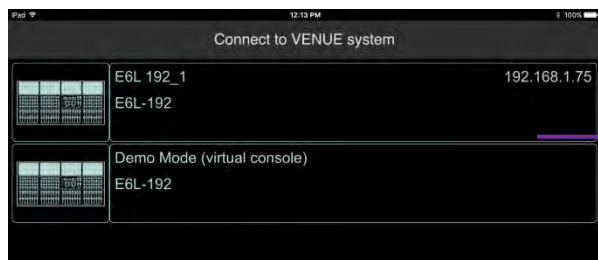 iPad 12:13 PM 100%
Connect to VENUE system
E6L 192_1 192.168.1.75
E6L-192
Demo Mode (virtual console)
E6L-192